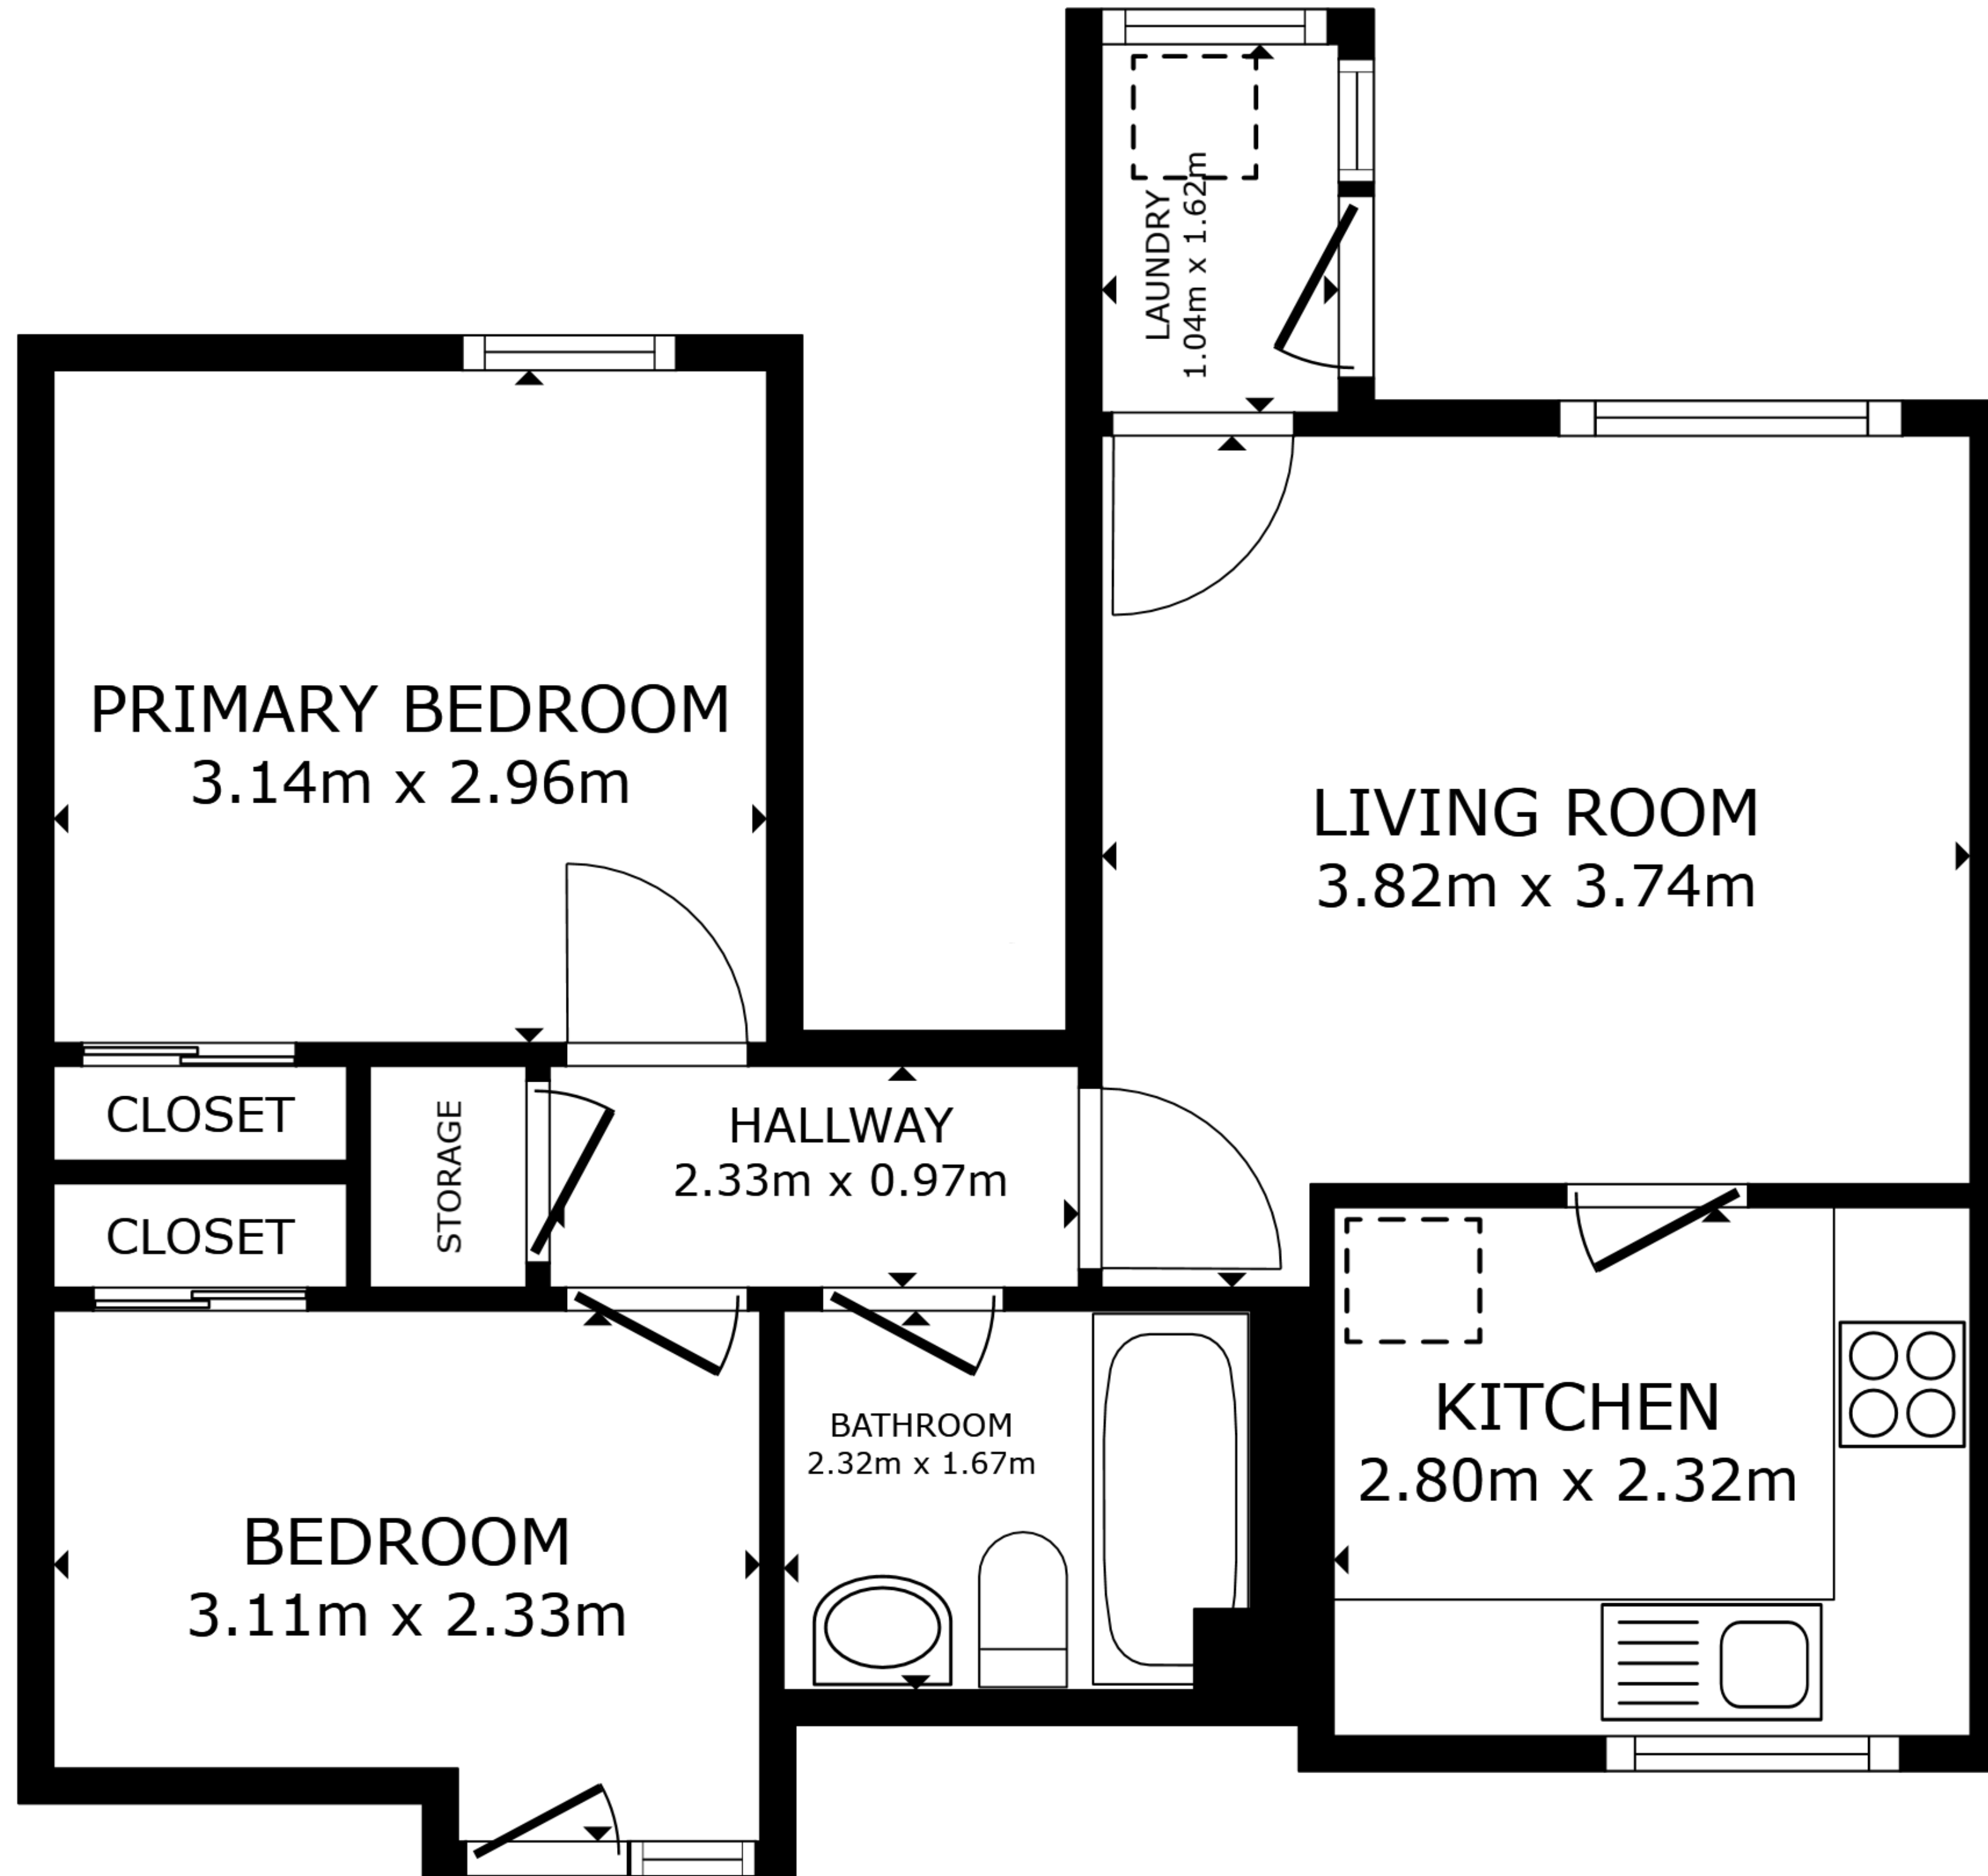 LAUNDRY
1.04m x 1.62m
PRIMARY BEDROOM
3.14m x 2.96m
LIVING ROOM
3.82m x 3.74m
CLOSET
STORAGE
HALLWAY
2.33m x 0.97m
CLOSET
KITCHEN
2.80m x 2.32m
BATHROOM
2.32m x 1.67m
BEDROOM
3.11m x 2.33m